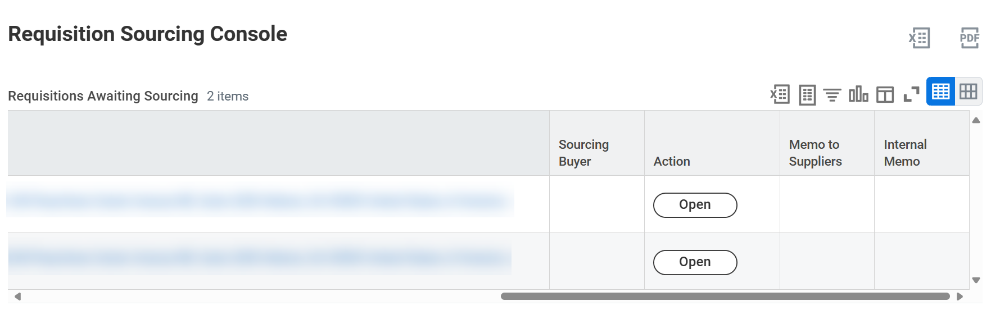 Requisition Sourcing Console
X
PDF
Requisitions Awaiting Sourcing 2 items
X
Sourcing
Buyer
Action
Memo to
Suppliers
Internal
Memo
Open
Open